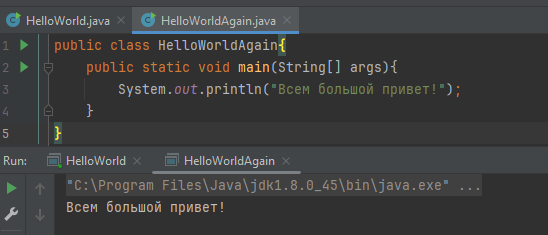 HelloWorld.java HelloWorldAgain.java
1 public class HelloWorldAgain{
2 public static void main(String[] args){
3 System.out.println("Всем большой привет!");
4 }
5 }
Run: HelloWorld HelloWorldAgain
"C:\Program Files\Java\jdk1.8.0_45\bin\java.exe" ...
Всем большой привет!